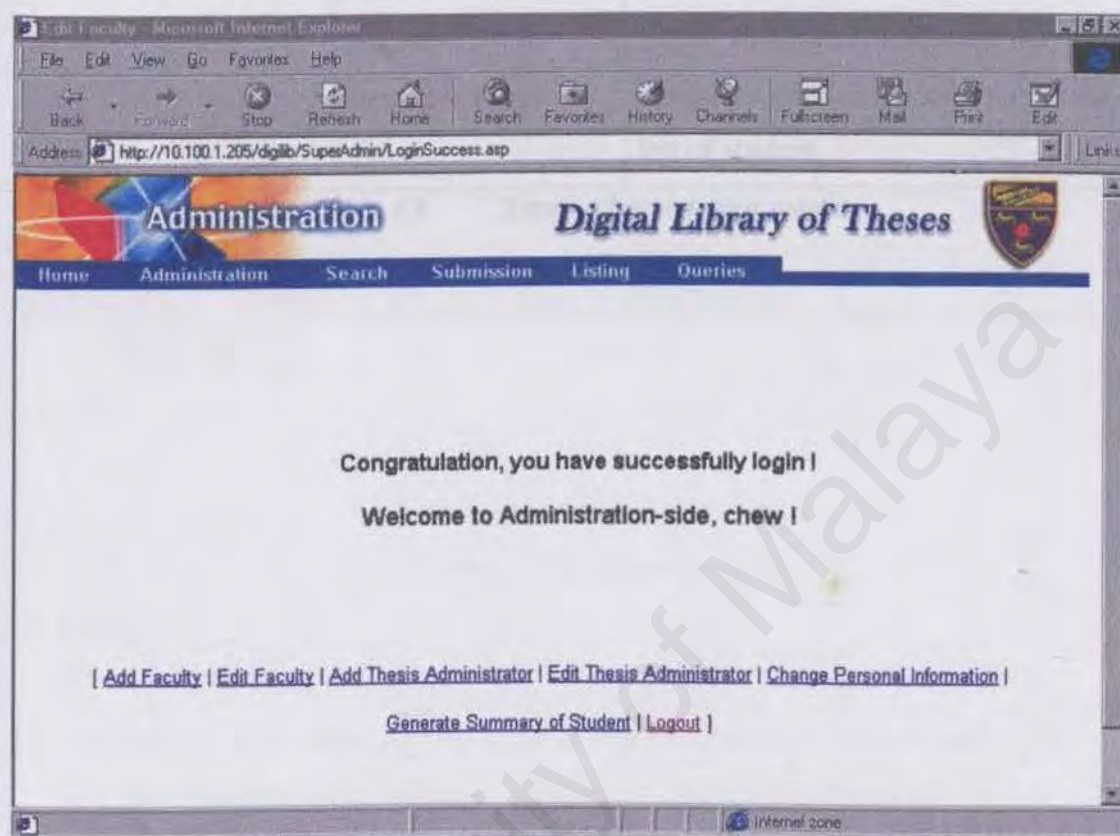 Edit Faculty - Microsoft Internet Explorer
File Edit View Go Favorites Help
Back Forward Stop Refresh Home Search Favorites History Channels Fullscreen Mail Print Edit
Address http://10.100.1.205/digilib/SuperAdmin/LoginSuccess.asp Links
Administration Digital Library of Theses
Home Administration Search Submission Listing Queries
Congratulation, you have successfully login !
Welcome to Administration-side, chew !
[ Add Faculty | Edit Faculty | Add Thesis Administrator | Edit Thesis Administrator | Change Personal Information |
Generate Summary of Student | Logout ]
Internet zone
University of Malaya